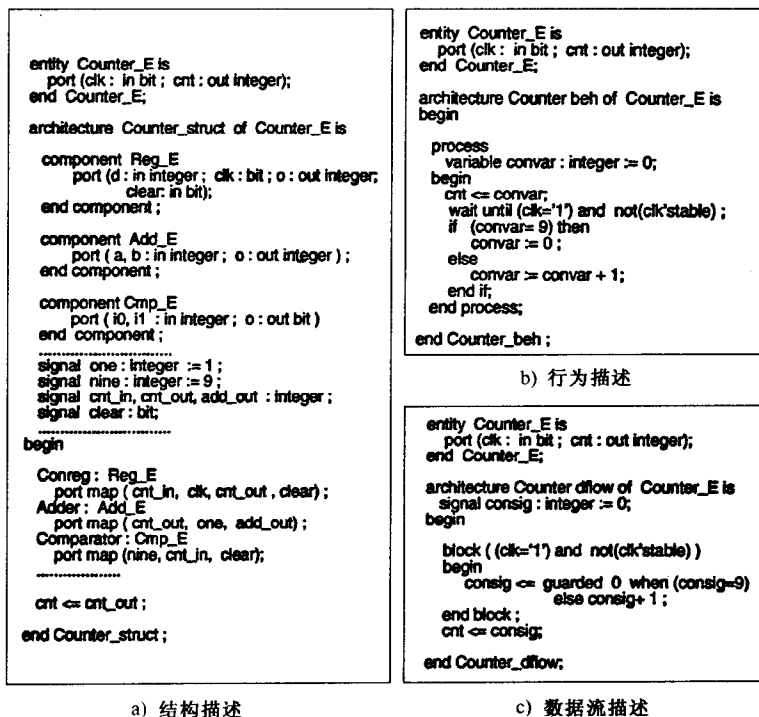 entity Counter_E is
port (clk : in bit ; cnt : out integer);
end Counter_E;
architecture Counter_struct of Counter_E is
component Reg_E
port (d : in integer ; clk : bit ; o : out integer;
clear: in bit);
end component ;
component Add_E
port ( a, b : in integer ; o : out integer ) ;
end component ;
component Cmp_E
port ( i0, i1 : in integer ; o : out bit )
end component ;
signal one : integer := 1 ;
signal nine : integer := 9 ;
signal cnt_in, cnt_out, add_out : integer ;
signal clear : bit;
begin
Conreg : Reg_E
port map ( cnt_in, clk, cnt_out , clear) ;
Adder : Add_E
port map ( cnt_out, one, add_out) ;
Comparator : Cmp_E
port map (nine, cnt_in, clear);
cnt <= cnt_out ;
end Counter_struct ;
a) 结构描述
entity Counter_E is
port (clk : in bit ; cnt : out integer);
end Counter_E;
architecture Counter beh of Counter_E is
begin
process
variable convar : integer := 0;
begin
cnt <= convar;
wait until (clk='1') and not(clk'stable) ;
if (convar= 9) then
convar := 0 ;
else
convar := convar + 1;
end if;
end process;
end Counter_beh ;
b) 行为描述
entity Counter_E is
port (clk : in bit ; cnt : out integer);
end Counter_E;
architecture Counter dflow of Counter_E is
signal consig : integer := 0;
begin
block ( (clk='1') and not(clk'stable) )
begin
consig <= guarded 0 when (consig=9)
else consig+ 1 ;
end block ;
cnt <= consig;
end Counter_dflow;
c) 数据流描述